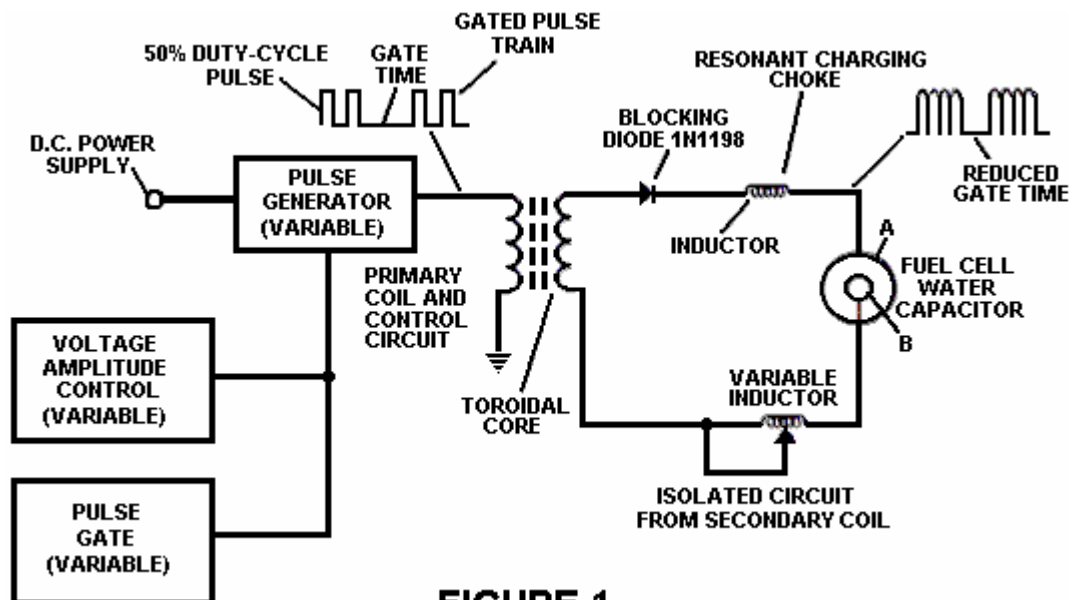 GATED PULSE
TRAIN
50% DUTY-CYCLE
PULSE
GATE
TIME
RESONANT CHARGING
CHOKE
BLOCKING
DIODE 1N1198
D.C. POWER
SUPPLY
REDUCED
GATE TIME
PULSE
GENERATOR
(VARIABLE)
INDUCTOR
A
FUEL CELL
WATER
CAPACITOR
B
PRIMARY
COIL AND
CONTROL
CIRCUIT
VOLTAGE
AMPLITUDE
CONTROL
(VARIABLE)
TOROIDAL
CORE
VARIABLE
INDUCTOR
ISOLATED CIRCUIT
FROM SECONDARY COIL
PULSE
GATE
(VARIABLE)
FIGURE 1